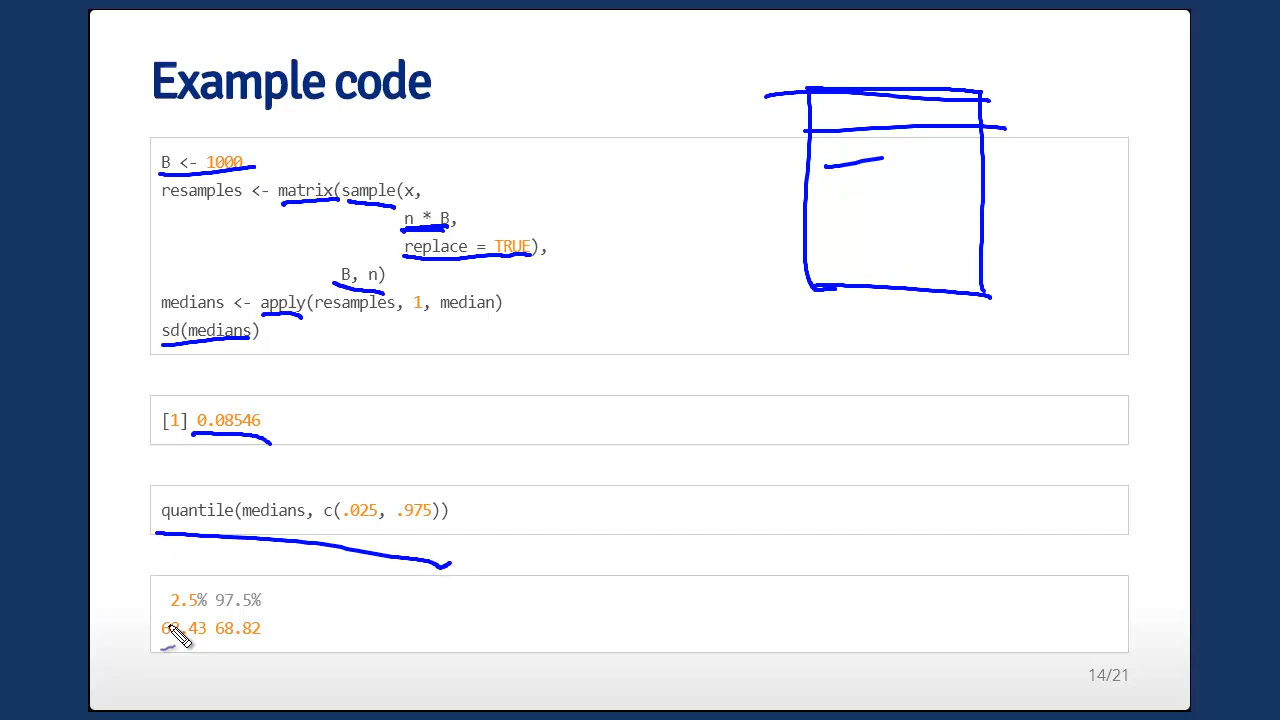 Example code
B <- 1000
resamples <- matrix(sample(x,
n * B,
replace = TRUE),
B, n)
medians <- apply(resamples, 1, median)
sd(medians)
[1] 0.08546
quantile(medians, c(.025, .975))
2.5% 97.5%
68.82
14/21